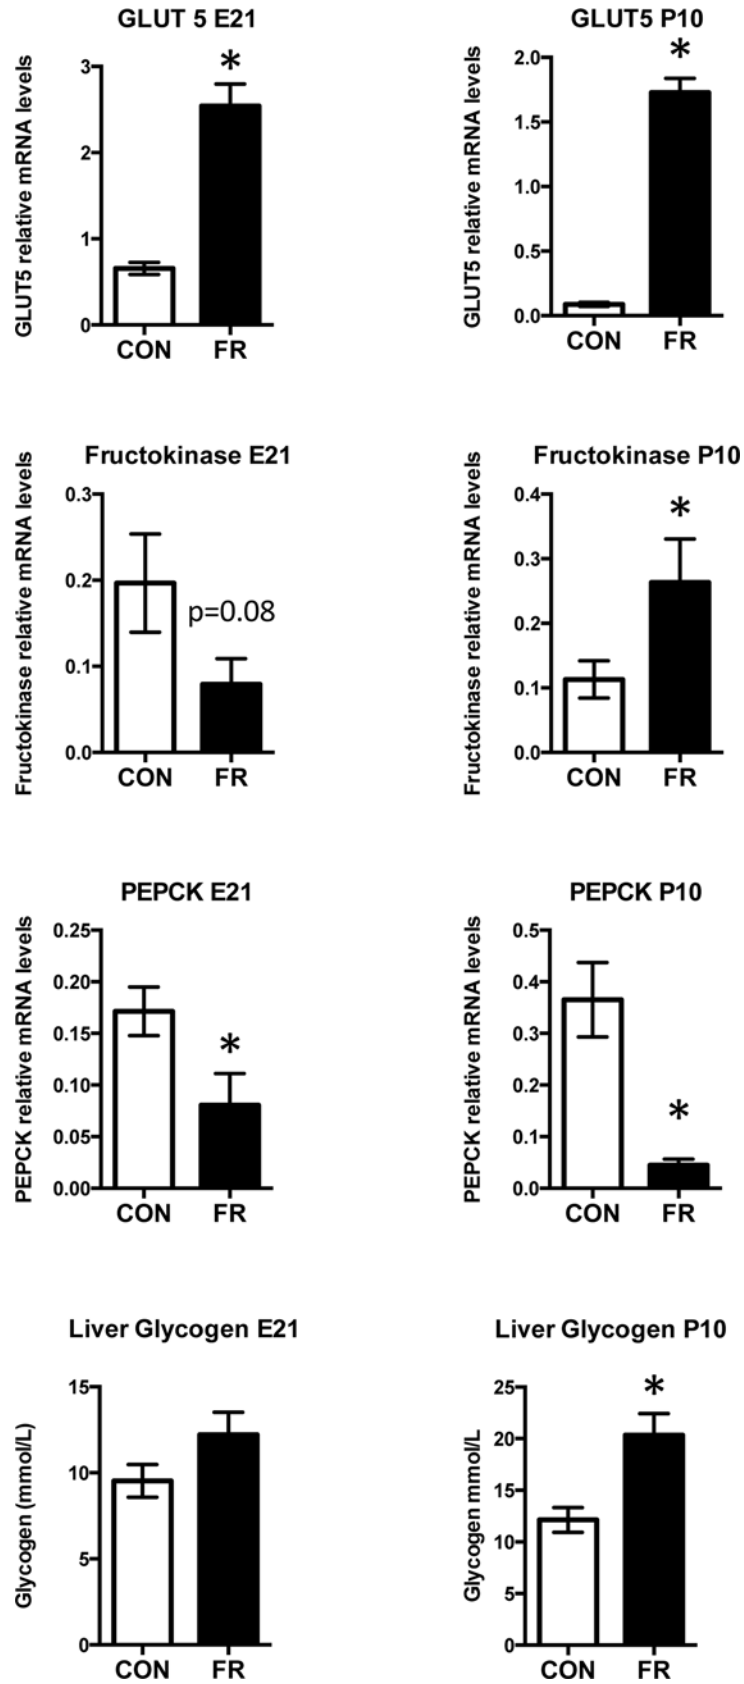 GLUT 5 E21
GLUT5 relative mRNA levels
3
2
1
0
*
CON FR
GLUT5 P10
GLUT5 relative mRNA levels
2.0
1.5
1.0
0.5
0.0
*
CON FR
Fructokinase E21
Fructokinase relative mRNA levels
0.3
0.2
0.1
0.0
p=0.08
CON FR
Fructokinase P10
Fructokinase relative mRNA levels
0.4
0.3
0.2
0.1
0.0
*
CON FR
PEPCK E21
PEPCK relative mRNA levels
0.25
0.20
0.15
0.10
0.05
0.00
*
CON FR
PEPCK P10
PEPCK relative mRNA levels
0.5
0.4
0.3
0.2
0.1
0.0
*
CON FR
Liver Glycogen E21
Glycogen (mmol/L)
15
10
5
0
CON FR
Liver Glycogen P10
Glycogen mmol/L
25
20
15
10
5
0
*
CON FR